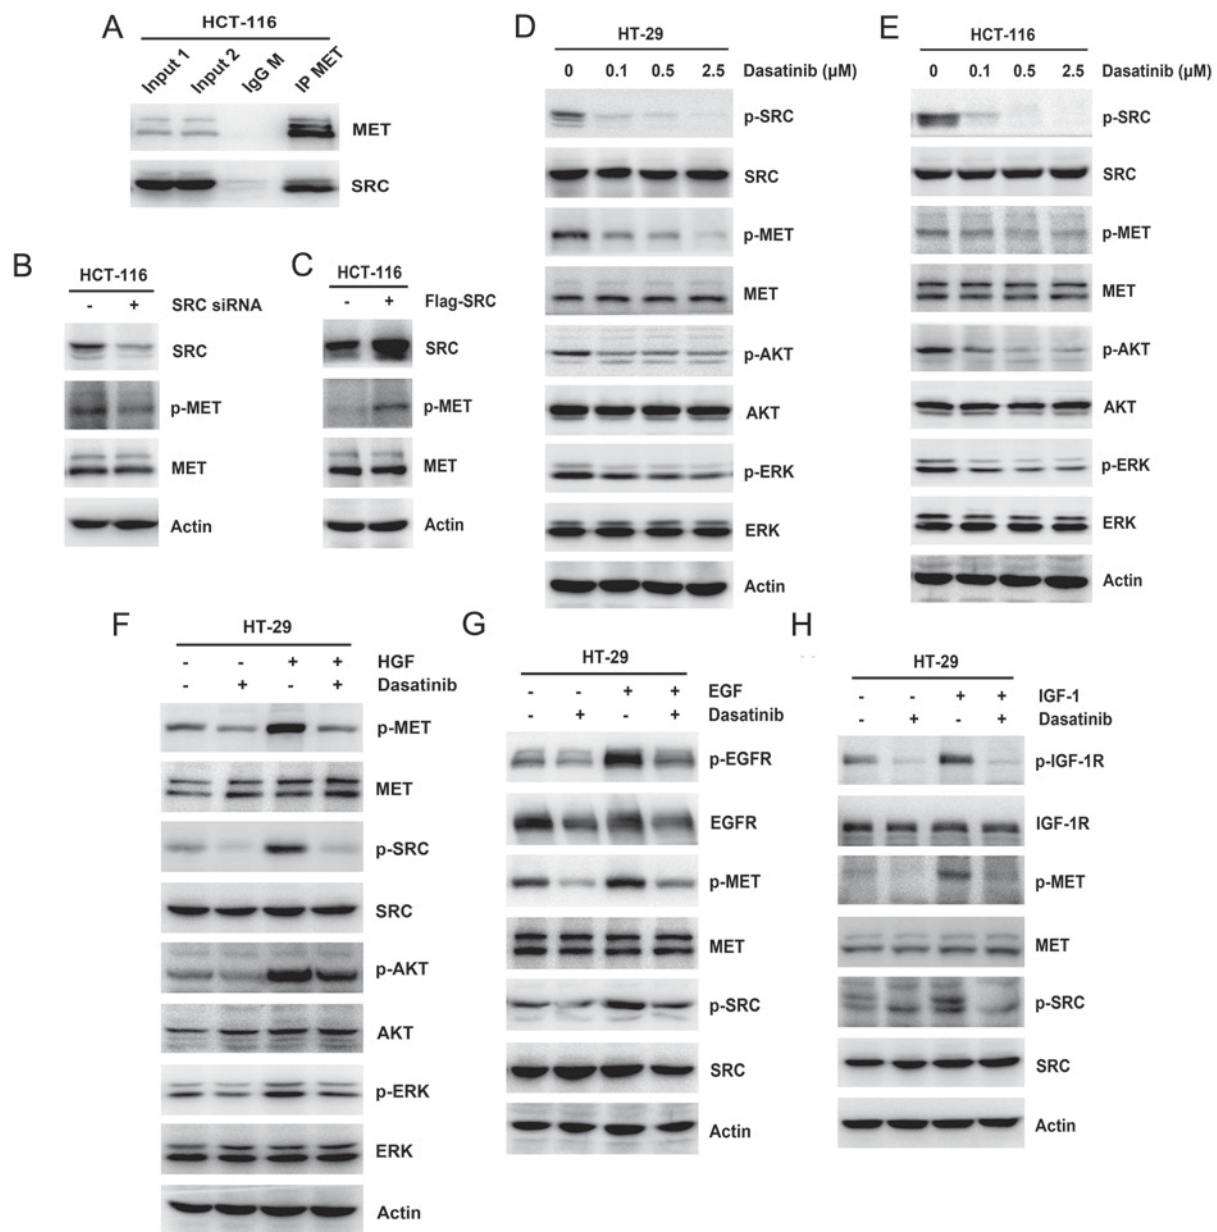 A
HCT-116
Input 1 Input 2 IgG M IP MET
MET
SRC
B
HCT-116
- + SRC siRNA
SRC
p-MET
MET
Actin
C
HCT-116
- + Flag-SRC
SRC
p-MET
MET
Actin
D
HT-29
0 0.1 0.5 2.5 Dasatinib (μM)
p-SRC
SRC
p-MET
MET
p-AKT
AKT
p-ERK
ERK
Actin
E
HCT-116
0 0.1 0.5 2.5 Dasatinib (μM)
p-SRC
SRC
p-MET
MET
p-AKT
AKT
p-ERK
ERK
Actin
F
HT-29
- - + + HGF
- + - + Dasatinib
p-MET
MET
p-SRC
SRC
p-AKT
AKT
p-ERK
ERK
Actin
G
HT-29
- - + + EGF
- + - + Dasatinib
p-EGFR
EGFR
p-MET
MET
p-SRC
SRC
Actin
H
HT-29
- - + + IGF-1
- + - + Dasatinib
p-IGF-1R
IGF-1R
p-MET
MET
p-SRC
SRC
Actin